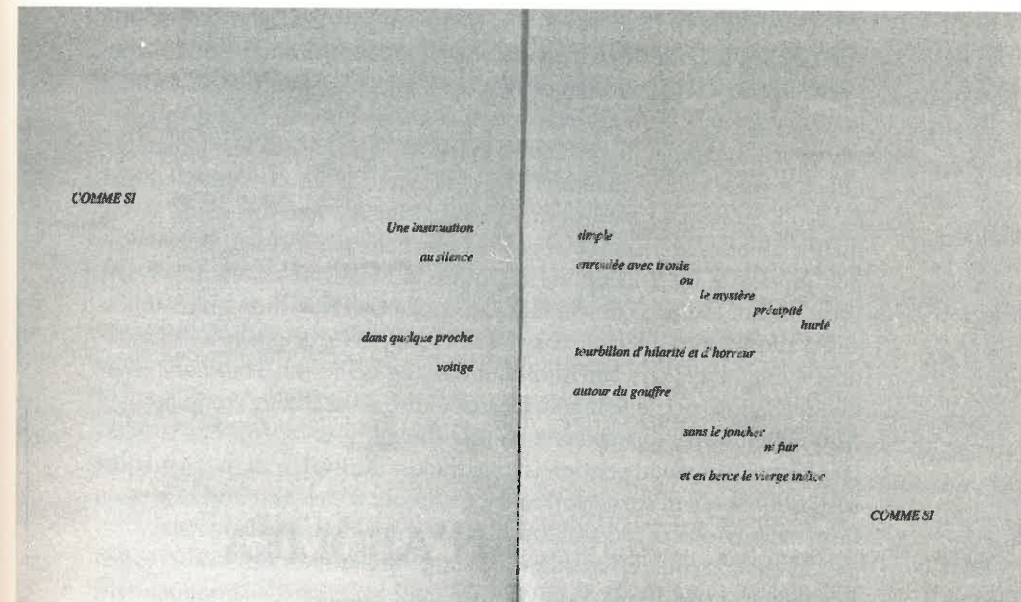 COMME SI
Une insinuation
simple
au silence
enroulée avec ironie
ou
le mystère
précipité
hurlé
dans quelque proche
tourbillon d'hilarité et d'horreur
voltige
autour du gouffre
sans le joncher
ni fuir
et en berce le vierge indice
COMME SI